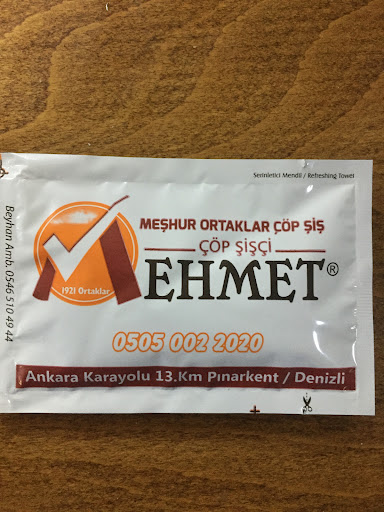 Serinletici Mendil / Refreshing Towel
MEŞHUR ORTAKLAR ÇÖP ŞİŞ
ÇÖP ŞİŞÇİ
MEHMET®
1921 Ortaklar
0505 002 2020
Ankara Karayolu 13.Km Pınarkent / Denizli
Beyhan Amb. 0546 510 49 44